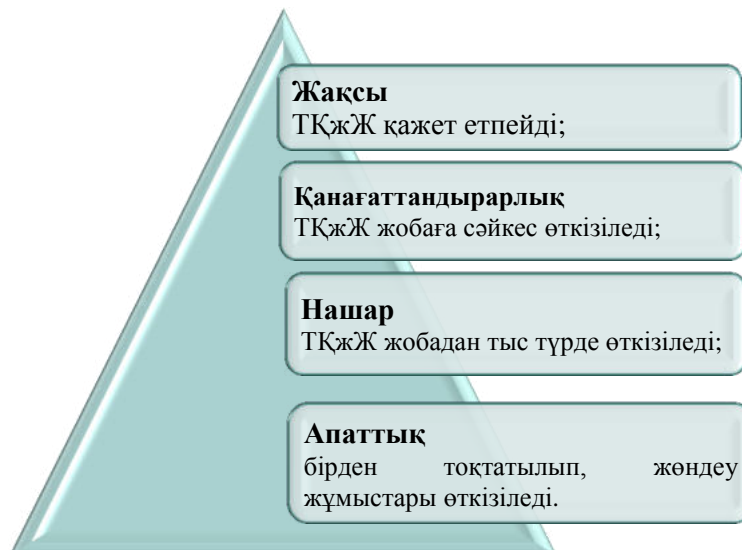 Жақсы
ТҚжЖ қажет етпейді;
Қанағаттандырарлық
ТҚжЖ жобаға сәйкес өткізіледі;
Нашар
ТҚжЖ жобадан тыс түрде өткізіледі;
Апаттық
бірден тоқтатылып, жөндеу
жұмыстары өткізіледі.